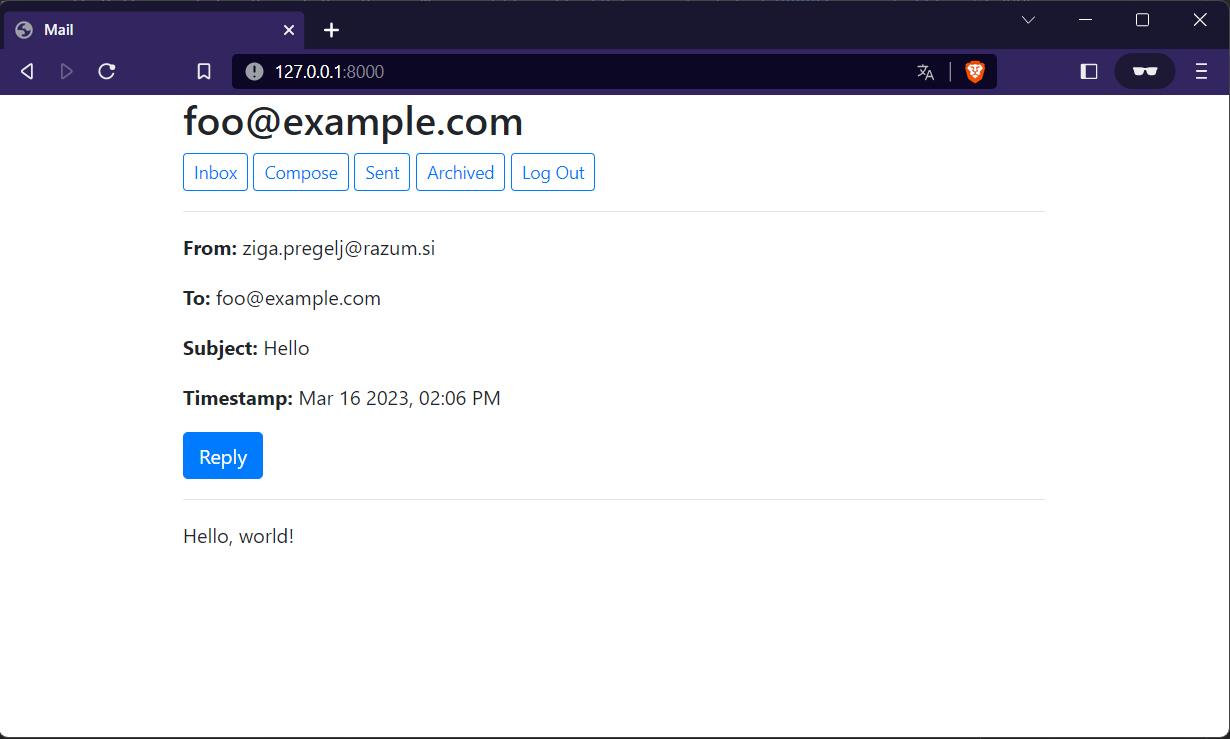 Mail
127.0.0.1:8000
foo@example.com
Inbox Compose Sent Archived Log Out
From: ziga.pregelj@razum.si
To: foo@example.com
Subject: Hello
Timestamp: Mar 16 2023, 02:06 PM
Reply
Hello, world!